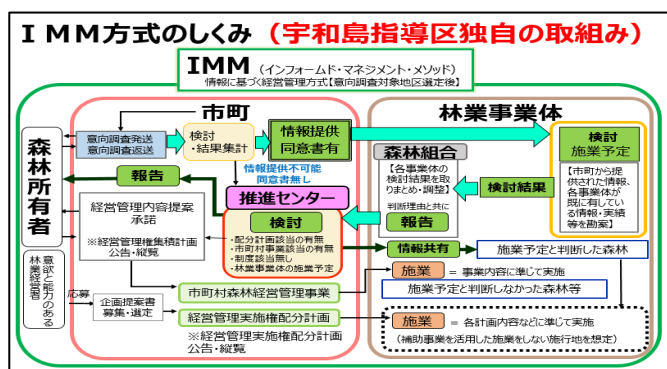 ＩＭＭ方式のしくみ（宇和島指導区独自の取組み）
IMM（インフォームド・マネジメント・メソッド）
情報に基づく経営管理方式【意向調査対象地区選定後】
市町
林業事業体
森林所有者
意向調査発送
意向調査返送
検討
・結果集計
情報提供
同意書有
検討
施業予定
【市町から提
供された情報、
各事業体が
既に有してい
る情報・実績
等を勘案】
森林組合
【各事業体の
検討結果を取
りまとめ・調整】
判断理由と共に
報告
検討結果
情報提供不可能
同意書無し
報告
推進センター
検討
・配分計画該当の有無
・市町村事業該当の有無
・制度該当無し
・林業事業体の施業予定
経営管理内容提案
承諾
※経営管理権集積計画
公告・縦覧
情報共有
施業予定と判断した森林
意欲と能力のある
林業経営者
応募
企画提案書
募集・選定
市町村森林経営管理事業
施業
＝ 事業内容に準じて実施
施業予定と判断しなかった森林等
経営管理実施権配分計画
※経営管理実施権配分計画
公告・縦覧
施業
＝ 各計画内容などに準じて実施
（補助事業を活用した施業をしない施行地を想定）